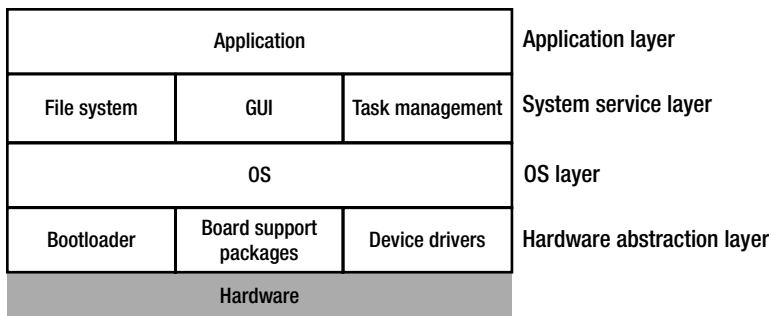 Application
Application layer
File system
GUI
Task management
System service layer
OS
OS layer
Bootloader
Board support
packages
Device drivers
Hardware abstraction layer
Hardware